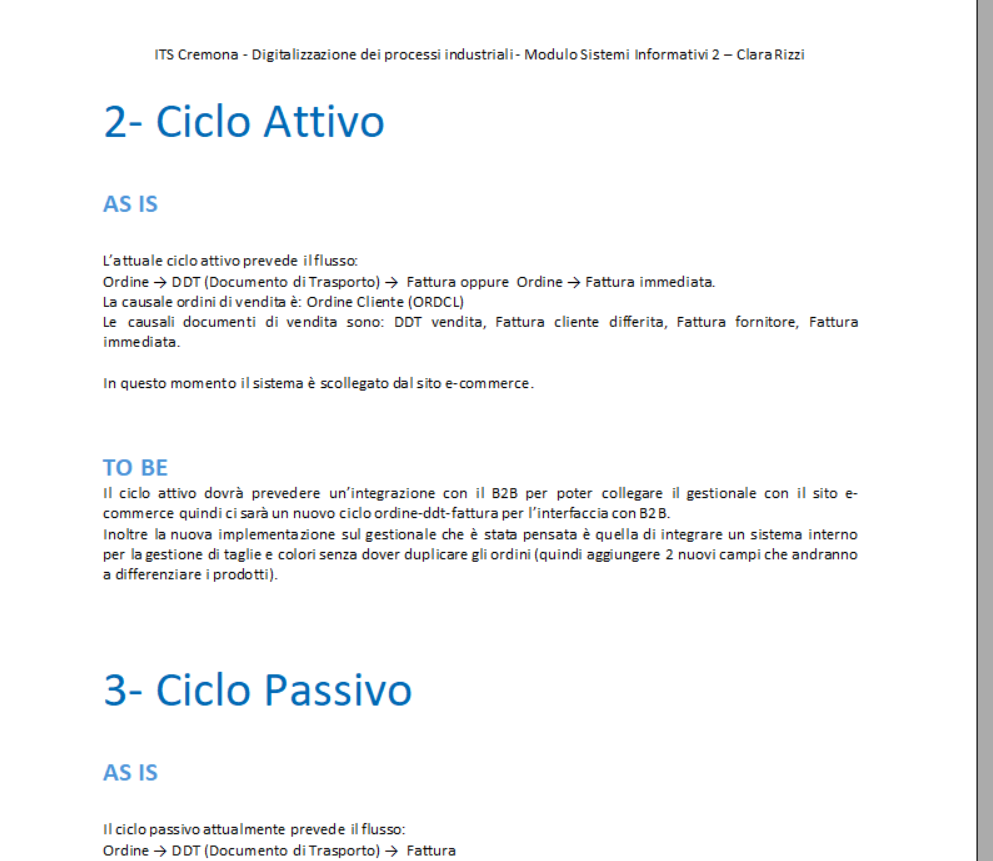 ITS Cremona - Digitalizzazione dei processi industriali- Modulo Sistemi Informativi 2 – Clara Rizzi
2- Ciclo Attivo
AS IS
L'attuale ciclo attivo prevede il flusso:
Ordine → DDT (Documento di Trasporto) → Fattura oppure Ordine → Fattura immediata.
La causale ordini di vendita è: Ordine Cliente (ORDCL)
Le causali documenti di vendita sono: DDT vendita, Fattura cliente differita, Fattura fornitore, Fattura
immediata.
In questo momento il sistema è scollegato dal sito e-commerce.
TO BE
Il ciclo attivo dovrà prevedere un'integrazione con il B2B per poter collegare il gestionale con il sito e-
commerce quindi ci sarà un nuovo ciclo ordine-ddt-fattura per l'interfaccia con B2B.
Inoltre la nuova implementazione sul gestionale che è stata pensata è quella di integrare un sistema interno
per la gestione di taglie e colori senza dover duplicare gli ordini (quindi aggiungere 2 nuovi campi che andranno
a differenziare i prodotti).
3- Ciclo Passivo
AS IS
Il ciclo passivo attualmente prevede il flusso:
Ordine → DDT (Documento di Trasporto) → Fattura